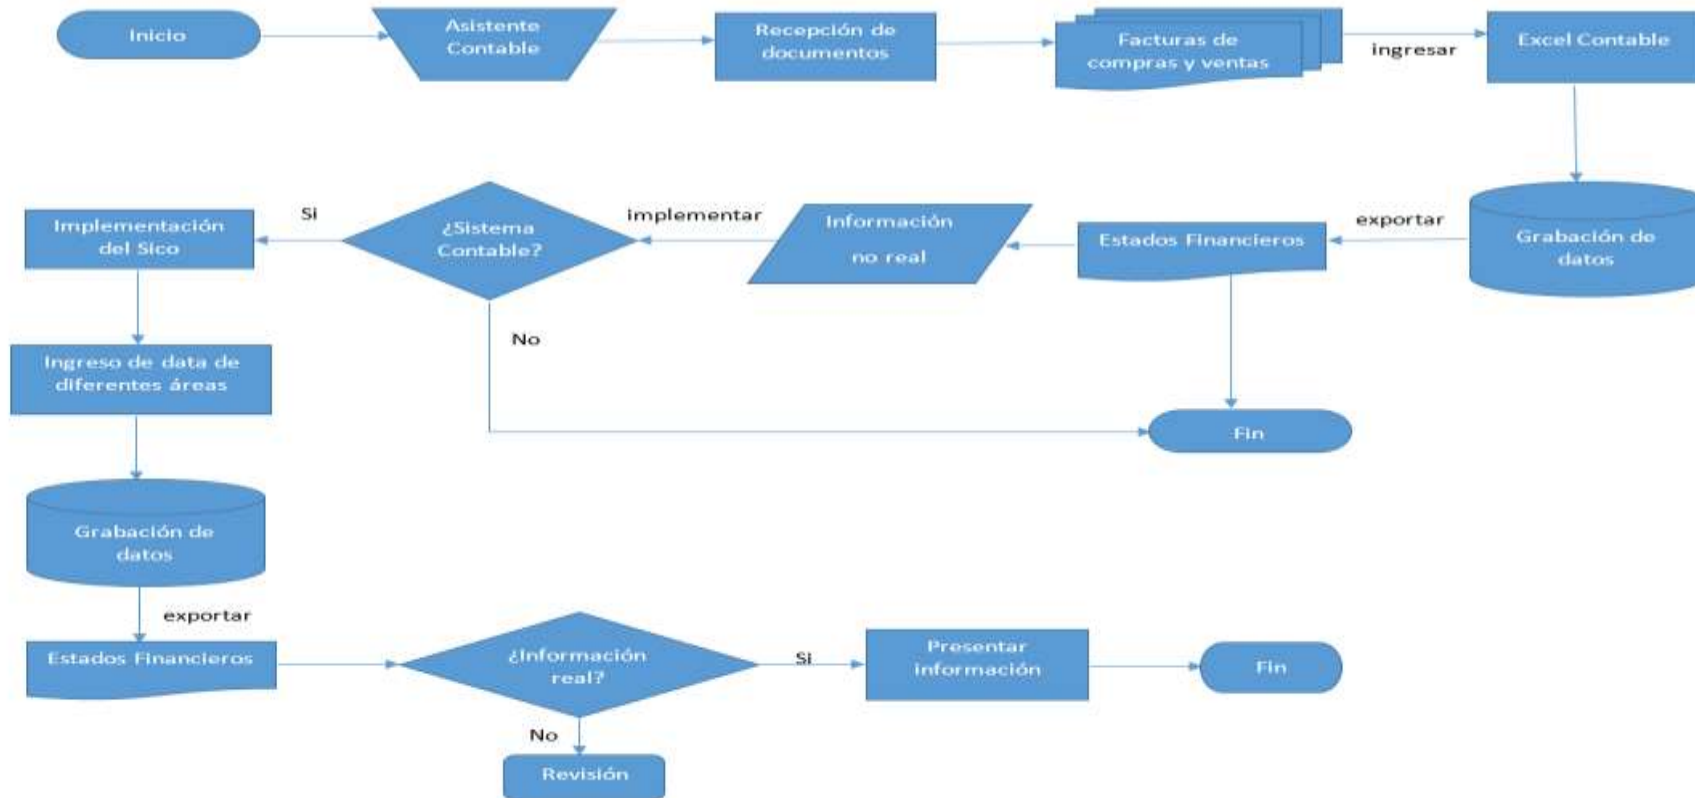 Inicio
Asistente
Contable
Recepción de
documentos
Facturas de
compras y ventas
ingresar
Excel Contable
Implementación
del Sico
Si
¿Sistema
Contable?
implementar
Información
no real
Estados Financieros
exportar
Grabación de
datos
No
Ingreso de data de
diferentes áreas
Fin
Grabación de
datos
exportar
Estados Financieros
¿Información
real?
Si
Presentar
información
Fin
No
Revisión